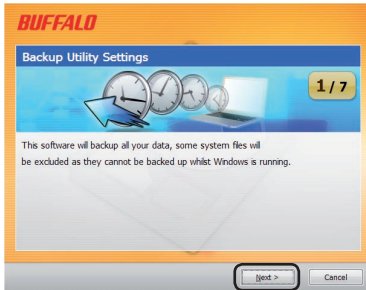 BUFFALO
Backup Utility Settings
1 / 7
This software will backup all your data, some system files will
be excluded as they cannot be backed up whilst Windows is running.
Next >
Cancel